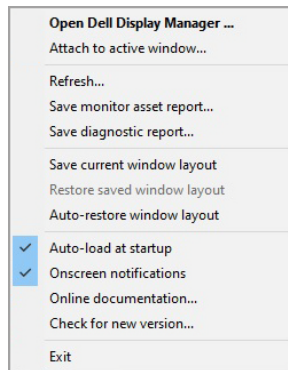 Open Dell Display Manager ...
Attach to active window...
Refresh...
Save monitor asset report...
Save diagnostic report...
Save current window layout
Restore saved window layout
Auto-restore window layout
Auto-load at startup
Onscreen notifications
Online documentation...
Check for new version...
Exit